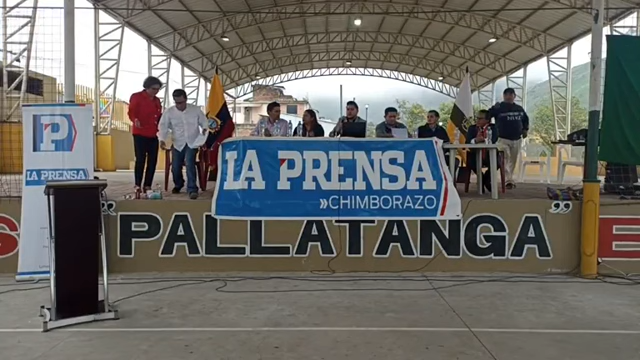 P
LA PRENSA
LA PRENSA
»CHIMBORAZO
S "PALLATANGA" E